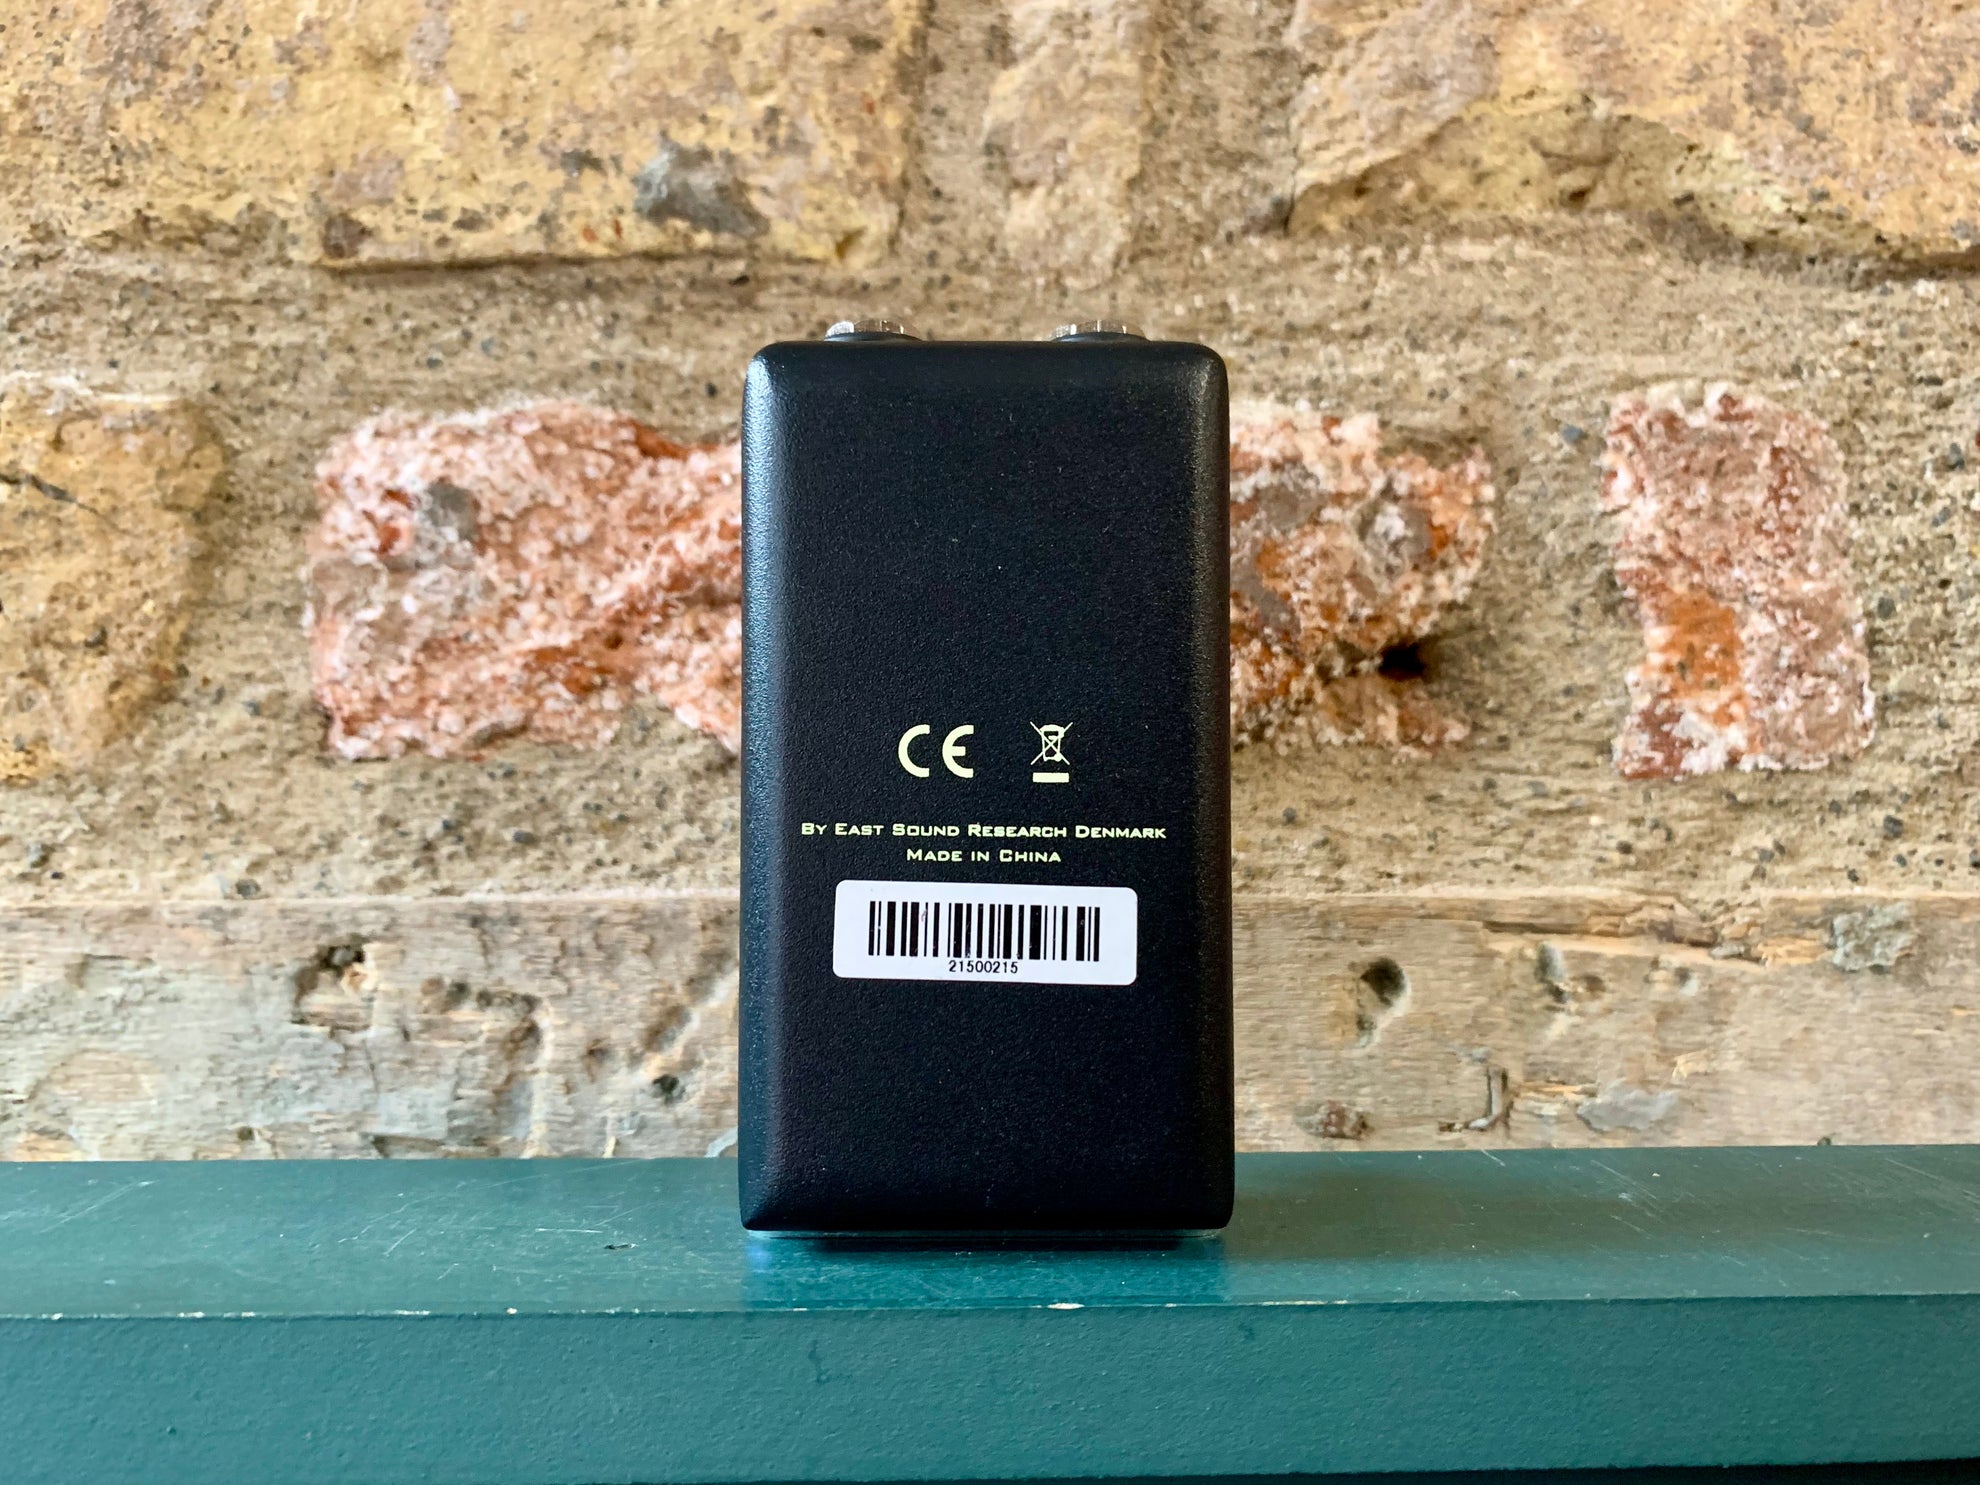 CE
By East Sound Research Denmark
Made in China
21500215